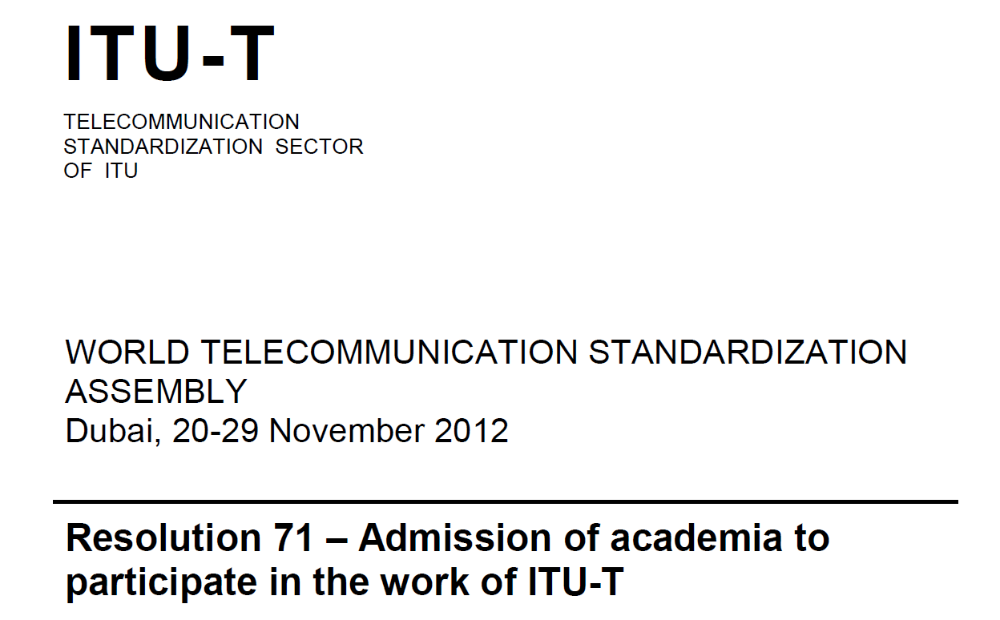 ITU-T
TELECOMMUNICATION
STANDARDIZATION SECTOR
OF ITU
WORLD TELECOMMUNICATION STANDARDIZATION
ASSEMBLY
Dubai, 20-29 November 2012
Resolution 71 – Admission of academia to
participate in the work of ITU-T